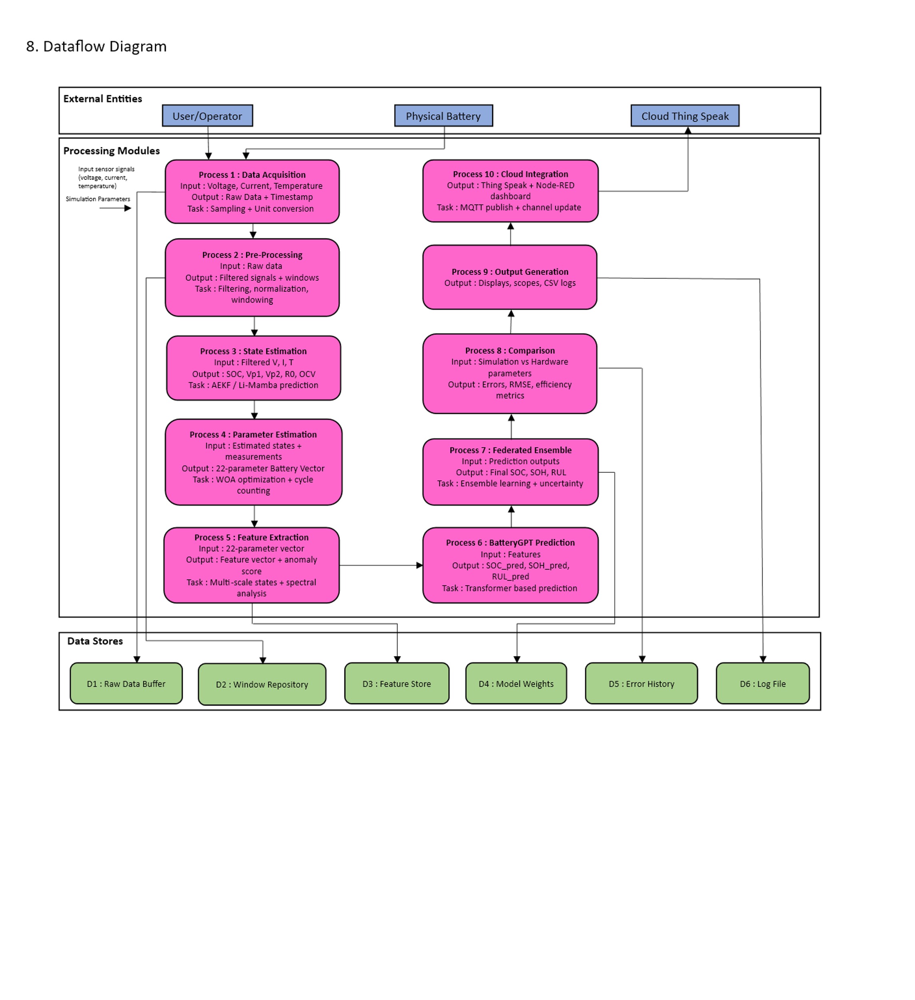 8. Dataflow Diagram
External Entities
User/Operator
Physical Battery
Cloud Thing Speak
Processing Modules
Input sensor signals
(voltage, current,
temperature)
Simulation Parameters
Process 1 : Data Acquisition
Input : Voltage, Current, Temperature
Output : Raw Data + Timestamp
Task : Sampling + Unit conversion
Process 2 : Pre-Processing
Input : Raw data
Output : Filtered signals + windows
Task : Filtering, normalization,
windowing
Process 3 : State Estimation
Input : Filtered V, I, T
Output : SOC, Vp1, Vp2, R0, OCV
Task : AEKF / Li-Mamba prediction
Process 4 : Parameter Estimation
Input : Estimated states +
measurements
Output : 22-parameter Battery Vector
Task : WOA optimization + cycle
counting
Process 5 : Feature Extraction
Input : 22-parameter vector
Output : Feature vector + anomaly
score
Task : Multi-scale states + spectral
analysis
Process 10 : Cloud Integration
Output : Thing Speak + Node-RED
dashboard
Task : MQTT publish + channel update
Process 9 : Output Generation
Output : Displays, scopes, CSV logs
Process 8 : Comparison
Input : Simulation vs Hardware
parameters
Output : Errors, RMSE, efficiency
metrics
Process 7 : Federated Ensemble
Input : Prediction outputs
Output : Final SOC, SOH, RUL
Task : Ensemble learning + uncertainty
Process 6 : BatteryGPT Prediction
Input : Features
Output : SOC_pred, SOH_pred,
RUL_pred
Task : Transformer based prediction
Data Stores
D1 : Raw Data Buffer
D2 : Window Repository
D3 : Feature Store
D4 : Model Weights
D5 : Error History
D6 : Log File